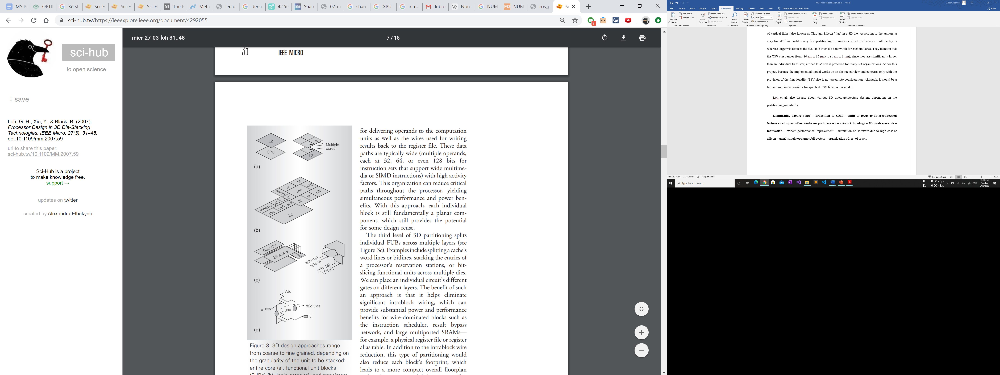 MS P
OPTI
3d st
Sci-H
Sci-H
Sci-H
The E
Meta
lectu
denn
42 Ye
Share
07-m
share
GPU
intro
Inbo
Non-
NUM
NUM
ros_p
S
sci-hub.tw/https://ieeexplore.ieee.org/document/4292055
1
sci-hub
to open science
⇣ save
Loh, G. H., Xie, Y., & Black, B. (2007).
Processor Design in 3D Die-Stacking
Technologies. IEEE Micro, 27(3), 31–48.
doi:10.1109/mm.2007.59
url to share this paper:
sci-hub.tw/10.1109/MM.2007.59
Sci-Hub is a project
to make knowledge free.
support →
updates on twitter
created by Alexandra Elbakyan
micr-27-03-loh 31..48
7 / 18
36 IEEE MICRO
L2
CPU
Multiple
cores
L2
(a)
rs
rf
ldq
bpred
rob
D$
rename
alu
al
IF
I$
tlb
dec
alu
stq
L2
(b)
Decoder
Bit arrays
sense
x[31:16]
x[15:0]
y[31:16]
y[15:0]
(c)
Vdd
d2d vias
x
gnd
x
(d)
Figure 3. 3D design approaches range
from coarse to fine grained, depending on
the granularity of the unit to be stacked:
entire core (a), functional unit blocks
(FUBs) (b), logic gates (c), and transistors
for delivering operands to the computation
units as well as the wires used for writing
results back to the register file. These data
paths are typically wide (multiple operands,
each at 32, 64, or even 128 bits for
instruction sets that support wide multime-
dia or SIMD instructions) with high activity
factors. This organization can reduce critical
paths throughout the processor, yielding
simultaneous performance and power ben-
efits. With this approach, each individual
block is still fundamentally a planar com-
ponent, which still provides the potential
for some design reuse.
The third level of 3D partitioning splits
individual FUBs across multiple layers (see
Figure 3c). Examples include splitting a cache's
word lines or bitlines, stacking the entries of
a processor's reservation stations, or bit-
slicing functional units across multiple dies.
We can place an individual circuit's different
gates on different layers. The benefit of such
an approach is that it helps eliminate
significant intrablock wiring, which can
provide substantial power and performance
benefits for wire-dominated blocks such as
the instruction scheduler, result bypass
network, and large multiported SRAMs—
for example, a physical register file or register
alias table. In addition to the intrablock wire
reduction, this type of partitioning would
also reduce each block's footprint, which
leads to a more compact overall floorplan
MS Final Project Report.docx - Word
Akash Agarwal
File Home Insert Design Layout References Mailings Review View Help Tell me what you want to do
Share
Table of
Contents
Add Text
Update Table
Table of Contents
AB
Insert
Footnote
Insert Endnote
Next Footnote
Show Notes
Footnotes
Smart
Lookup
Research
Insert
Citation
Manage Sources
Style: IEEE
Bibliography
Citations & Bibliography
Insert
Caption
Insert Table of Figures
Update Table
Cross-reference
Captions
Mark
Entry
Insert Index
Update Index
Index
Mark
Citation
Insert Table of Authorities
Update Table
Table of Authorities
of vertical links (also known as Through-Silicon Vias) in a 3D die. According to the authors, a
very fine d2d via enables very fine partitioning of processor structures between multiple layers
whereas larger via reduces the available inter-die bandwidth for each unit area. They mention that
the TSV size ranges from (10 μm x 10 μm) to (1 μm x 1 μm); since they are significantly larger
than an individual transistor, a finer TSV link is preferred for many 3D organizations. As for this
project, because the implemented model works on an abstracted view and concerns only with the
provision of the functionality, TSV size is not taken into consideration. Although, it would be a
fair assumption to consider fine-pitched TSV links in our model.
Loh et al. also discuss about various 3D microarchitecture designs depending on the
partitioning granularity.
Diminishing Moore's law – Transition to CMP – Shift of focus to Interconnection
Networks – Impact of networks on performance – network-topology – 3D mesh research –
motivation – evident performance improvement – simulation on software due to high cost of
silicon – gem5 simulator/garnet/full-system – organization of rest of report.
Page 12 of 14 2148 words English (India)
Display Settings
120%
Type here to search
U: 0.00 kB/s
D: 0.00 kB/s
ENG
12:27 PM
Sunday
5/10/2020